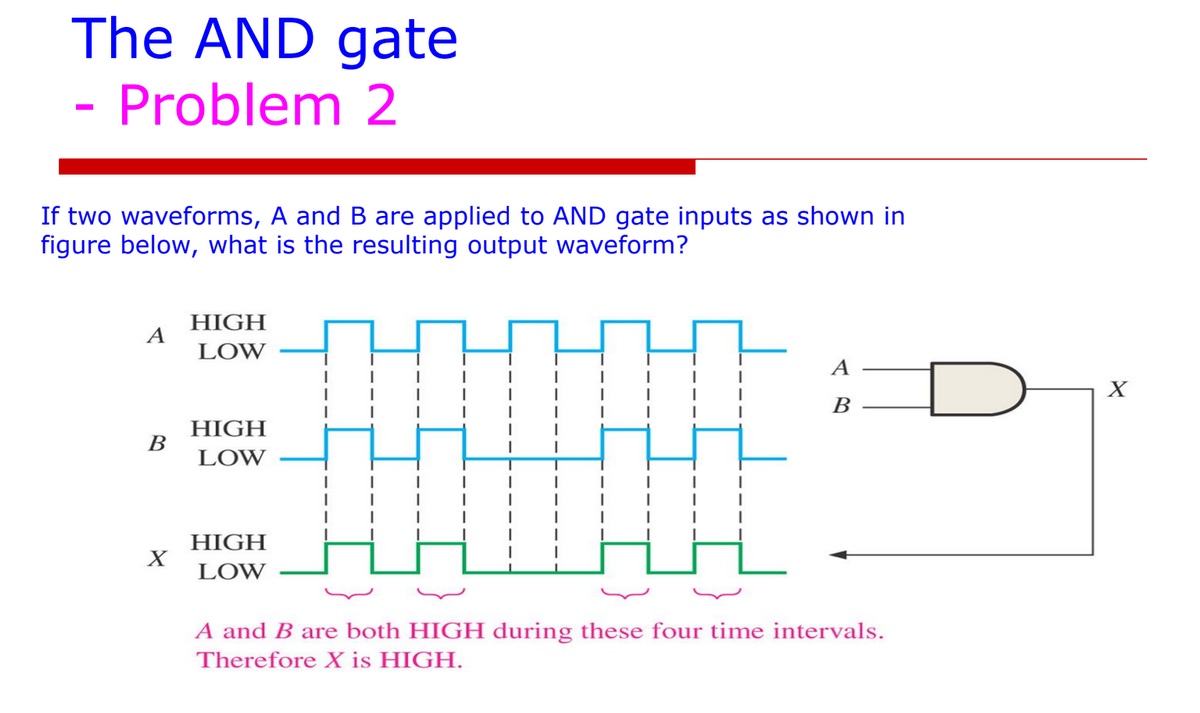 The AND gate
- Problem 2
If two waveforms, A and B are applied to AND gate inputs as shown in
figure below, what is the resulting output waveform?
A
HIGH
LOW
B
HIGH
LOW
X
HIGH
LOW
A
B
X
A and B are both HIGH during these four time intervals.
Therefore X is HIGH.